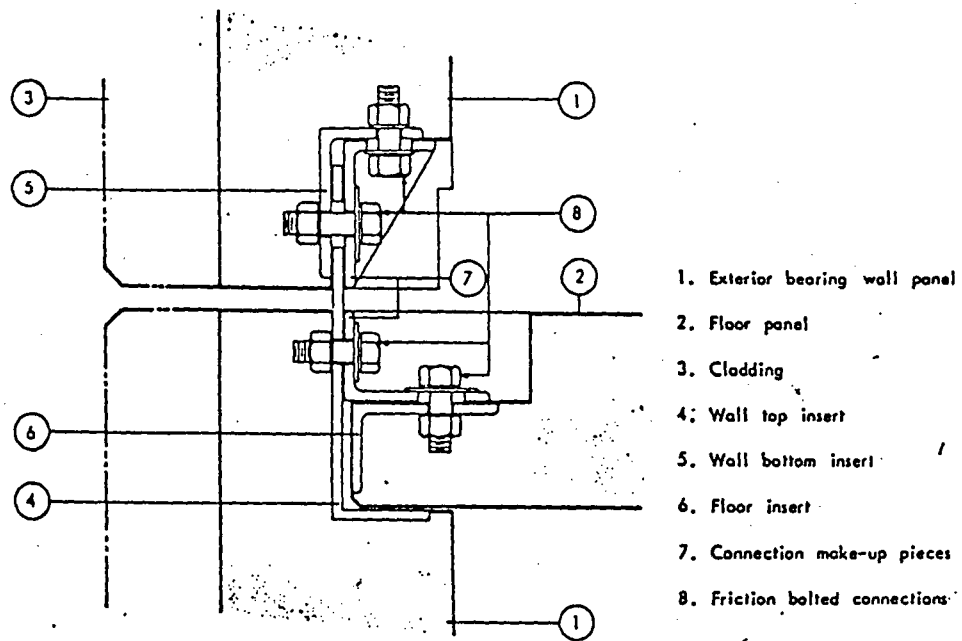 3
1
5
8
7
2
6
4
1
1. Exterior bearing wall panel
2. Floor panel
3. Cladding
4. Wall top insert
5. Wall bottom insert
6. Floor insert
7. Connection make-up pieces
8. Friction bolted connections